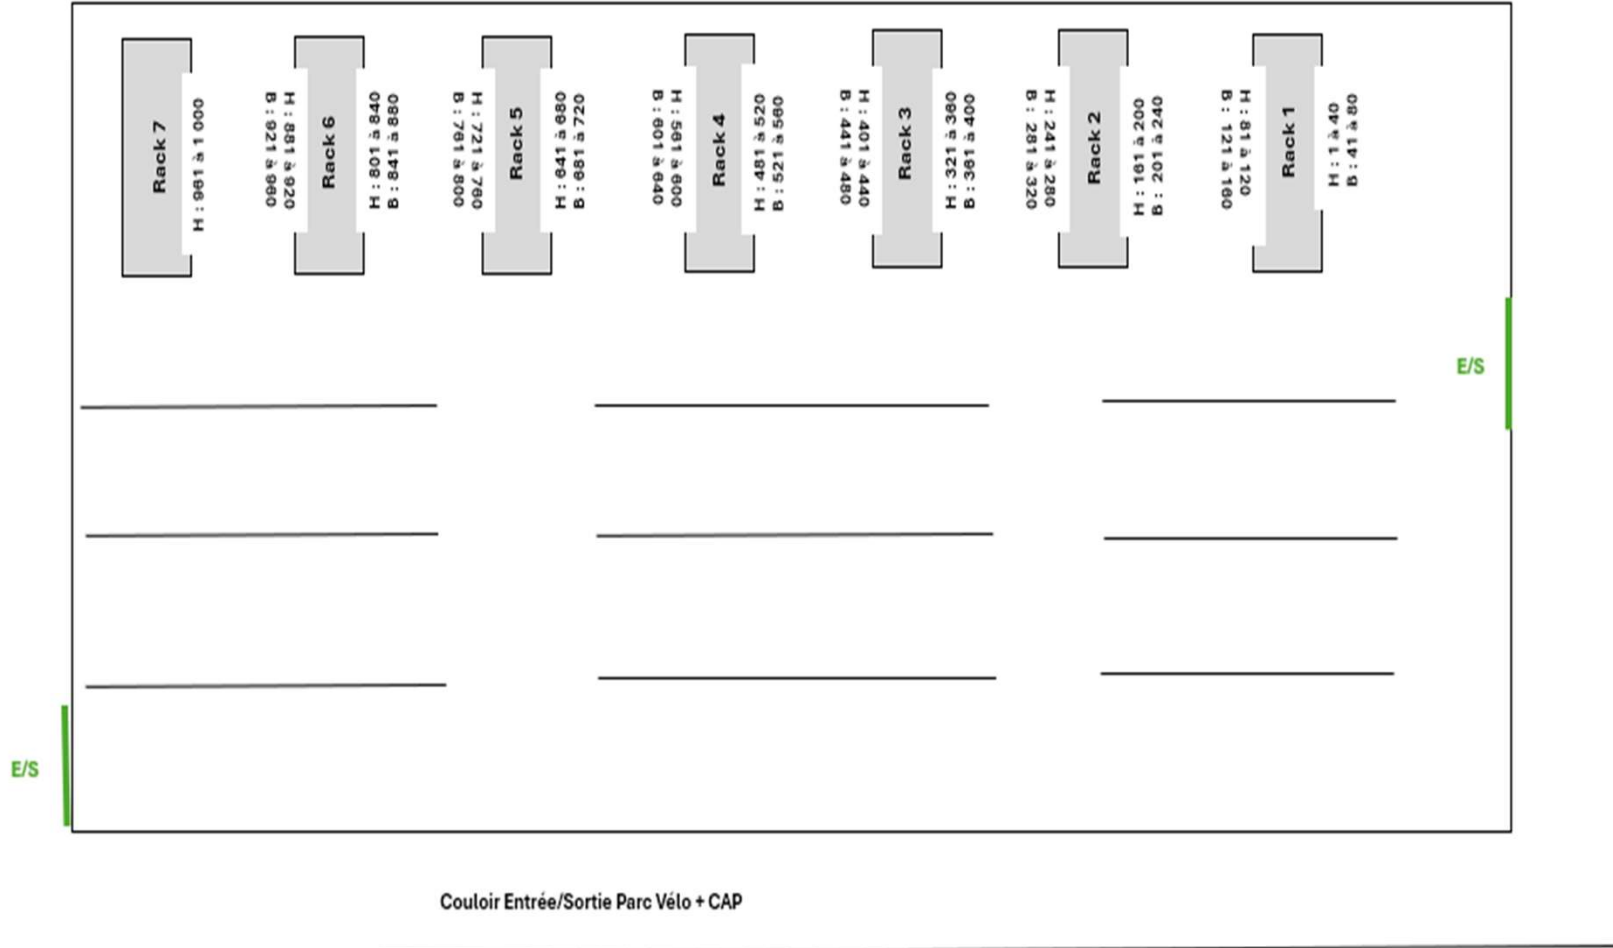 Rack 7
H : 961 à 1 000
B : 921 à 960
H : 881 à 920
Rack 6
H : 801 à 840
B : 841 à 880
B : 761 à 800
H : 721 à 760
Rack 5
H : 641 à 680
B : 681 à 720
B : 601 à 640
H : 561 à 600
Rack 4
H : 481 à 520
B : 521 à 560
B : 441 à 480
H : 401 à 440
Rack 3
H : 321 à 360
B : 361 à 400
B : 281 à 320
H : 241 à 280
Rack 2
H : 161 à 200
B : 201 à 240
B : 121 à 160
H : 81 à 120
Rack 1
H : 1 à 40
B : 41 à 80
E/S
E/S
Couloir Entrée/Sortie Parc Vélo + CAP